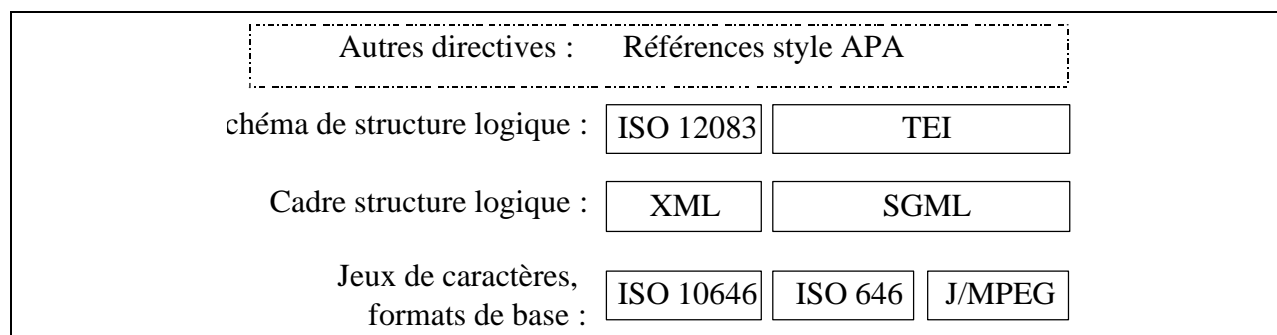 Autres directives : Références style APA
chéma de structure logique : ISO 12083 TEI
Cadre structure logique : XML SGML
Jeux de caractères,
formats de base : ISO 10646 ISO 646 J/MPEG